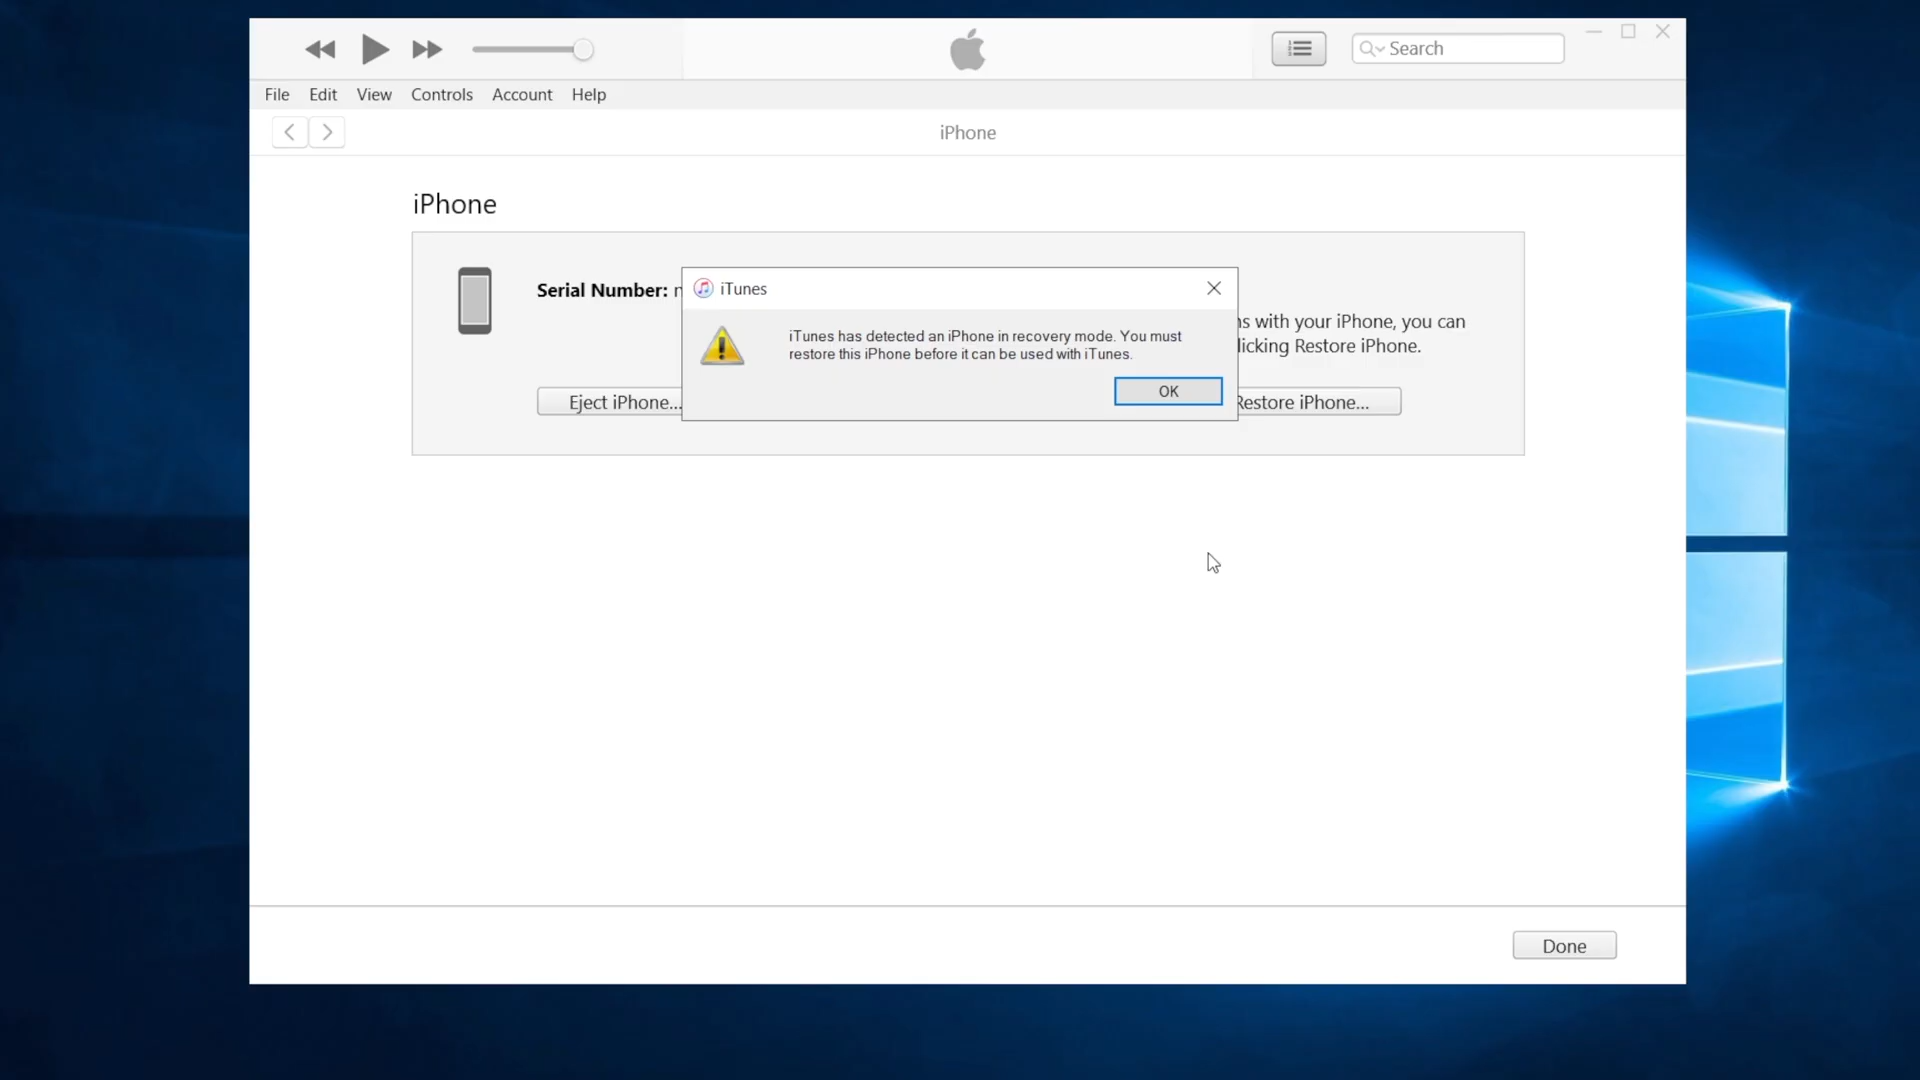 Search
File Edit View Controls Account Help
iPhone
iPhone
Serial Number:
iTunes
iTunes has detected an iPhone in recovery mode. You must
restore this iPhone before it can be used with iTunes.
OK
with your iPhone, you can
Restore iPhone.
Eject iPhone...
Restore iPhone...
Done